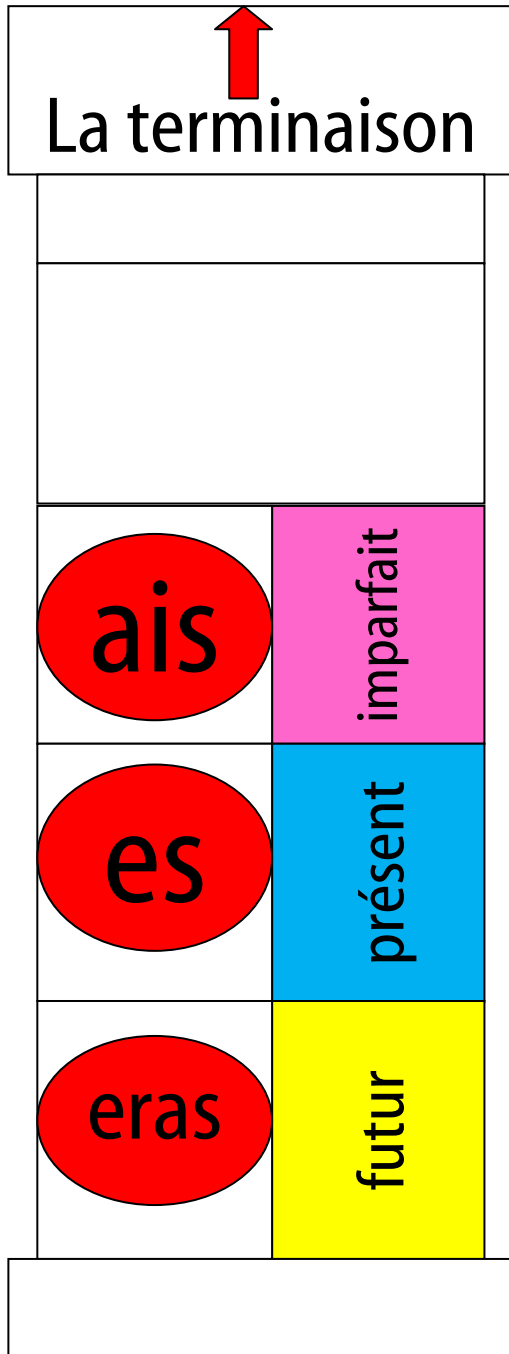 La terminaison
ais
imparfait
es
présent
eras
futur